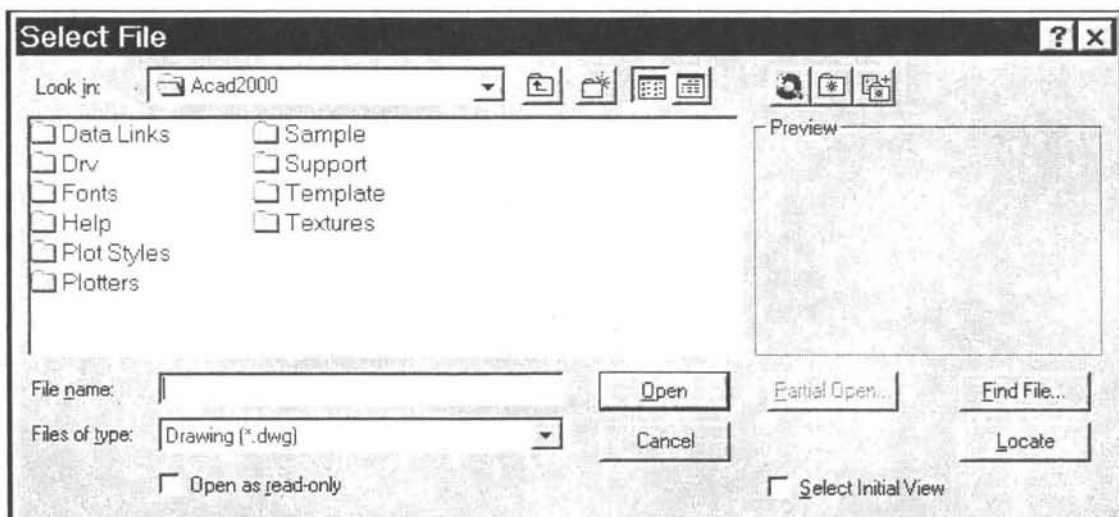 Select File
Look in: Acad2000
Data Links
Drv
Fonts
Help
Plot Styles
Plotters
Sample
Support
Template
Textures
Preview
File name: Open Partial Open... Find File...
Files of type: Drawing (*.dwg) Cancel Locate
Open as read-only Select Initial View